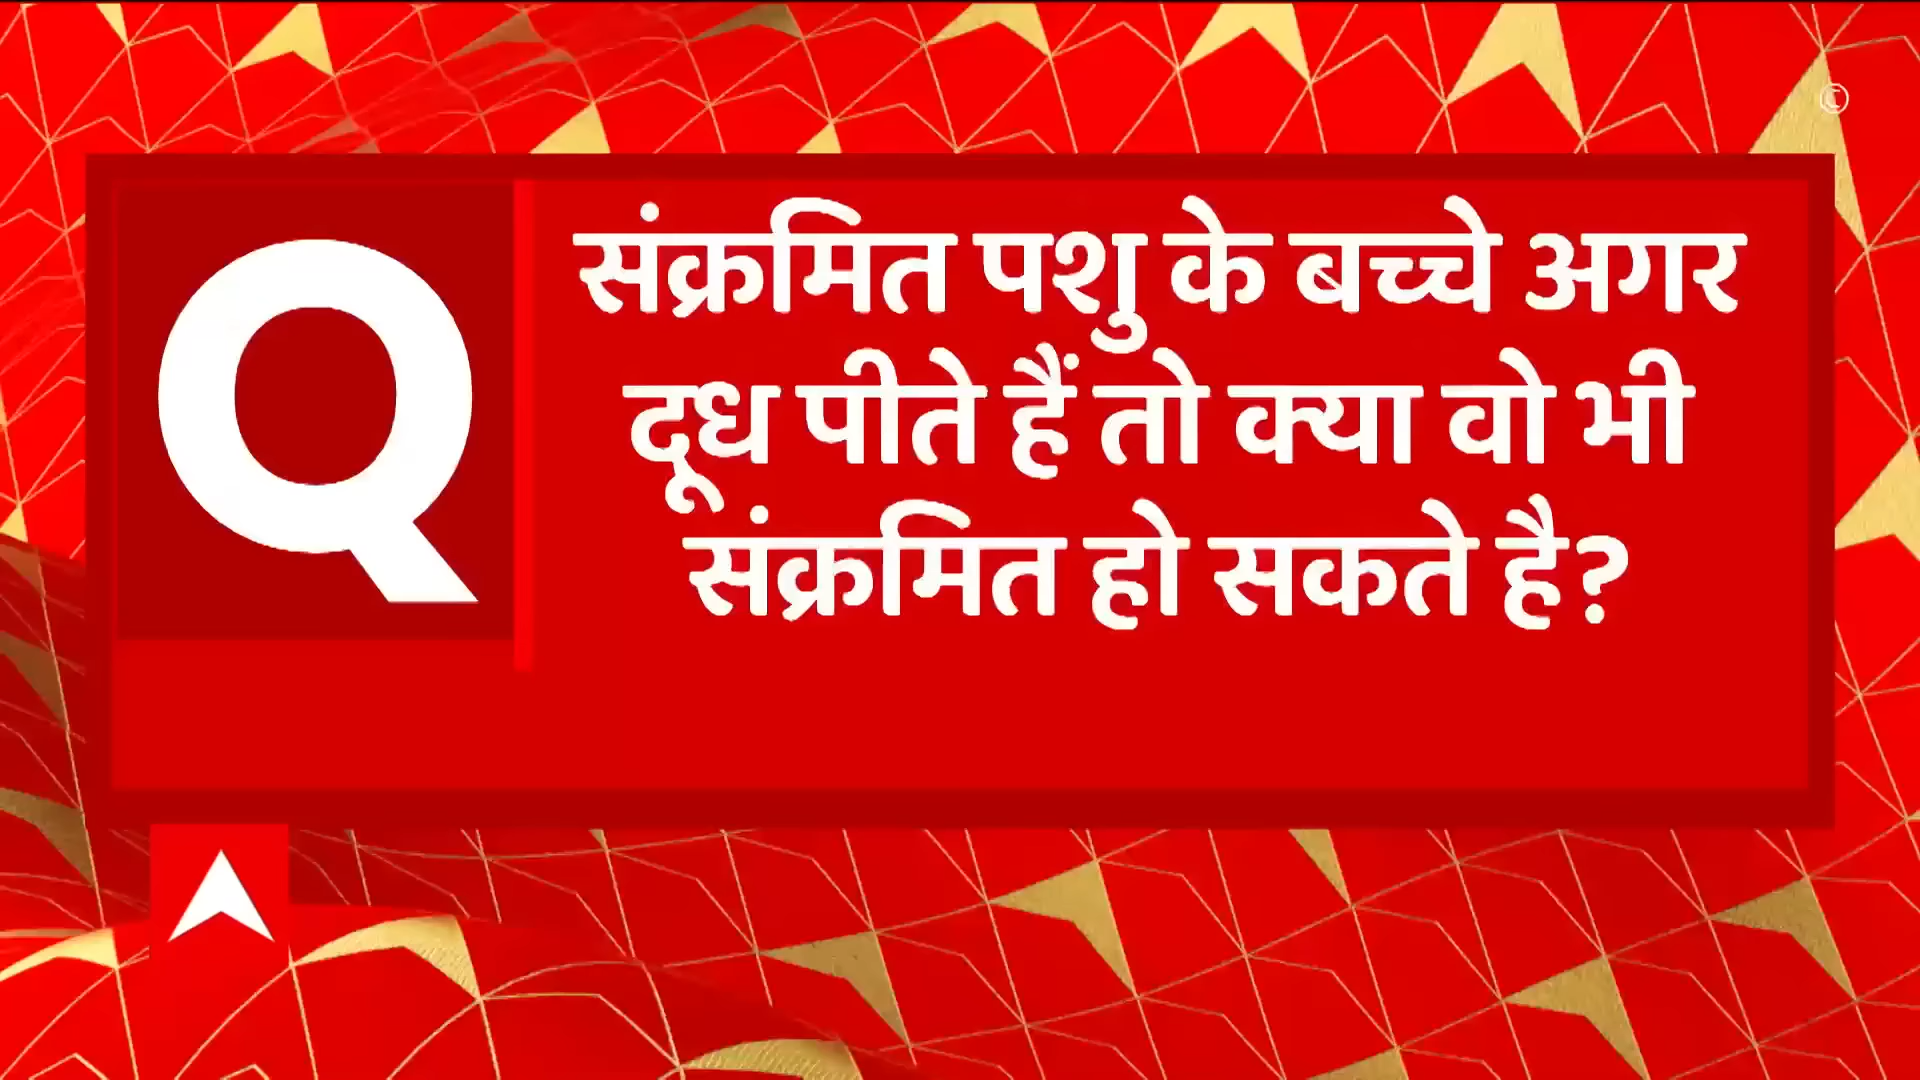 Q
संक्रमित पशु के बच्चे अगर
दूध पीते हैं तो क्या वो भी
संक्रमित हो सकते है?
©